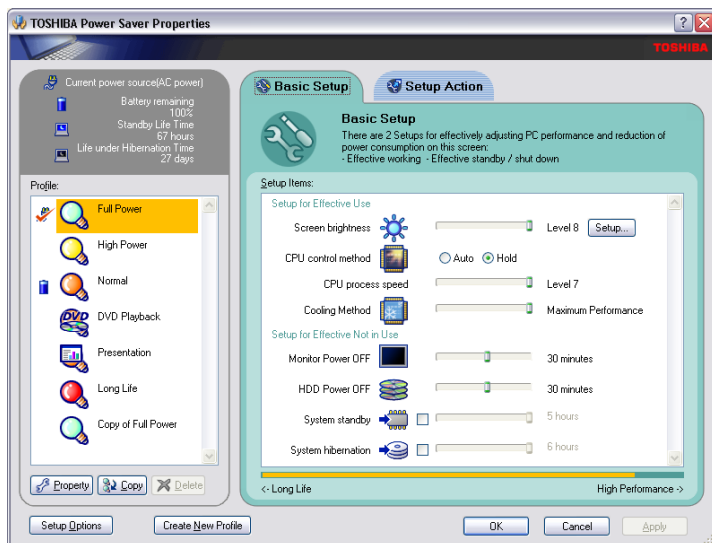 TOSHIBA Power Saver Properties
TOSHIBA
Current power source(AC power)
Battery remaining
100%
Standby Life Time
67 hours
Life under Hibernation Time
27 days
Profile:
Full Power
High Power
Normal
DVD
DVD Playback
Presentation
Long Life
Copy of Full Power
Property
Copy
Delete
Basic Setup
Setup Action
Basic Setup
There are 2 Setups for effectively adjusting PC performance and reduction of
power consumption on this screen:
- Effective working - Effective standby / shut down
Setup Items:
Setup for Effective Use
Screen brightness Level 8 Setup...
CPU control method Auto Hold
CPU process speed Level 7
Cooling Method Maximum Performance
Setup for Effective Not in Use
Monitor Power OFF 30 minutes
HDD Power OFF 30 minutes
System standby 5 hours
System hibernation 6 hours
<- Long Life High Performance ->
Setup Options
Create New Profile
OK
Cancel
Apply